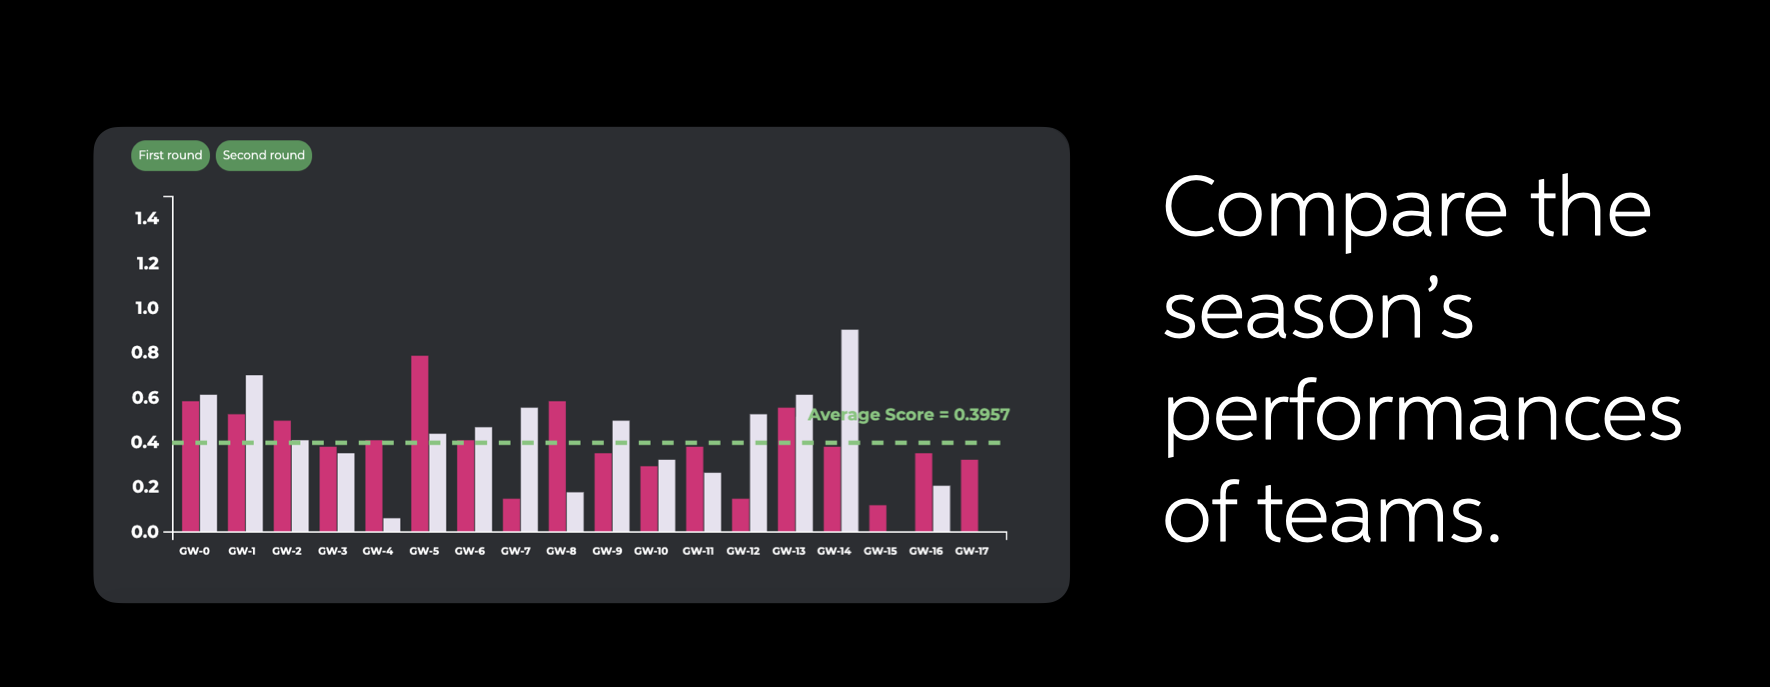 First round Second round
1.4
1.2
1.0
0.8
0.6
Average Score = 0.3957
0.4
0.2
0.0
GW-0 GW-1 GW-2 GW-3 GW-4 GW-5 GW-6 GW-7 GW-8 GW-9 GW-10 GW-11 GW-12 GW-13 GW-14 GW-15 GW-16 GW-17
Compare the
season’s
performances
of teams.